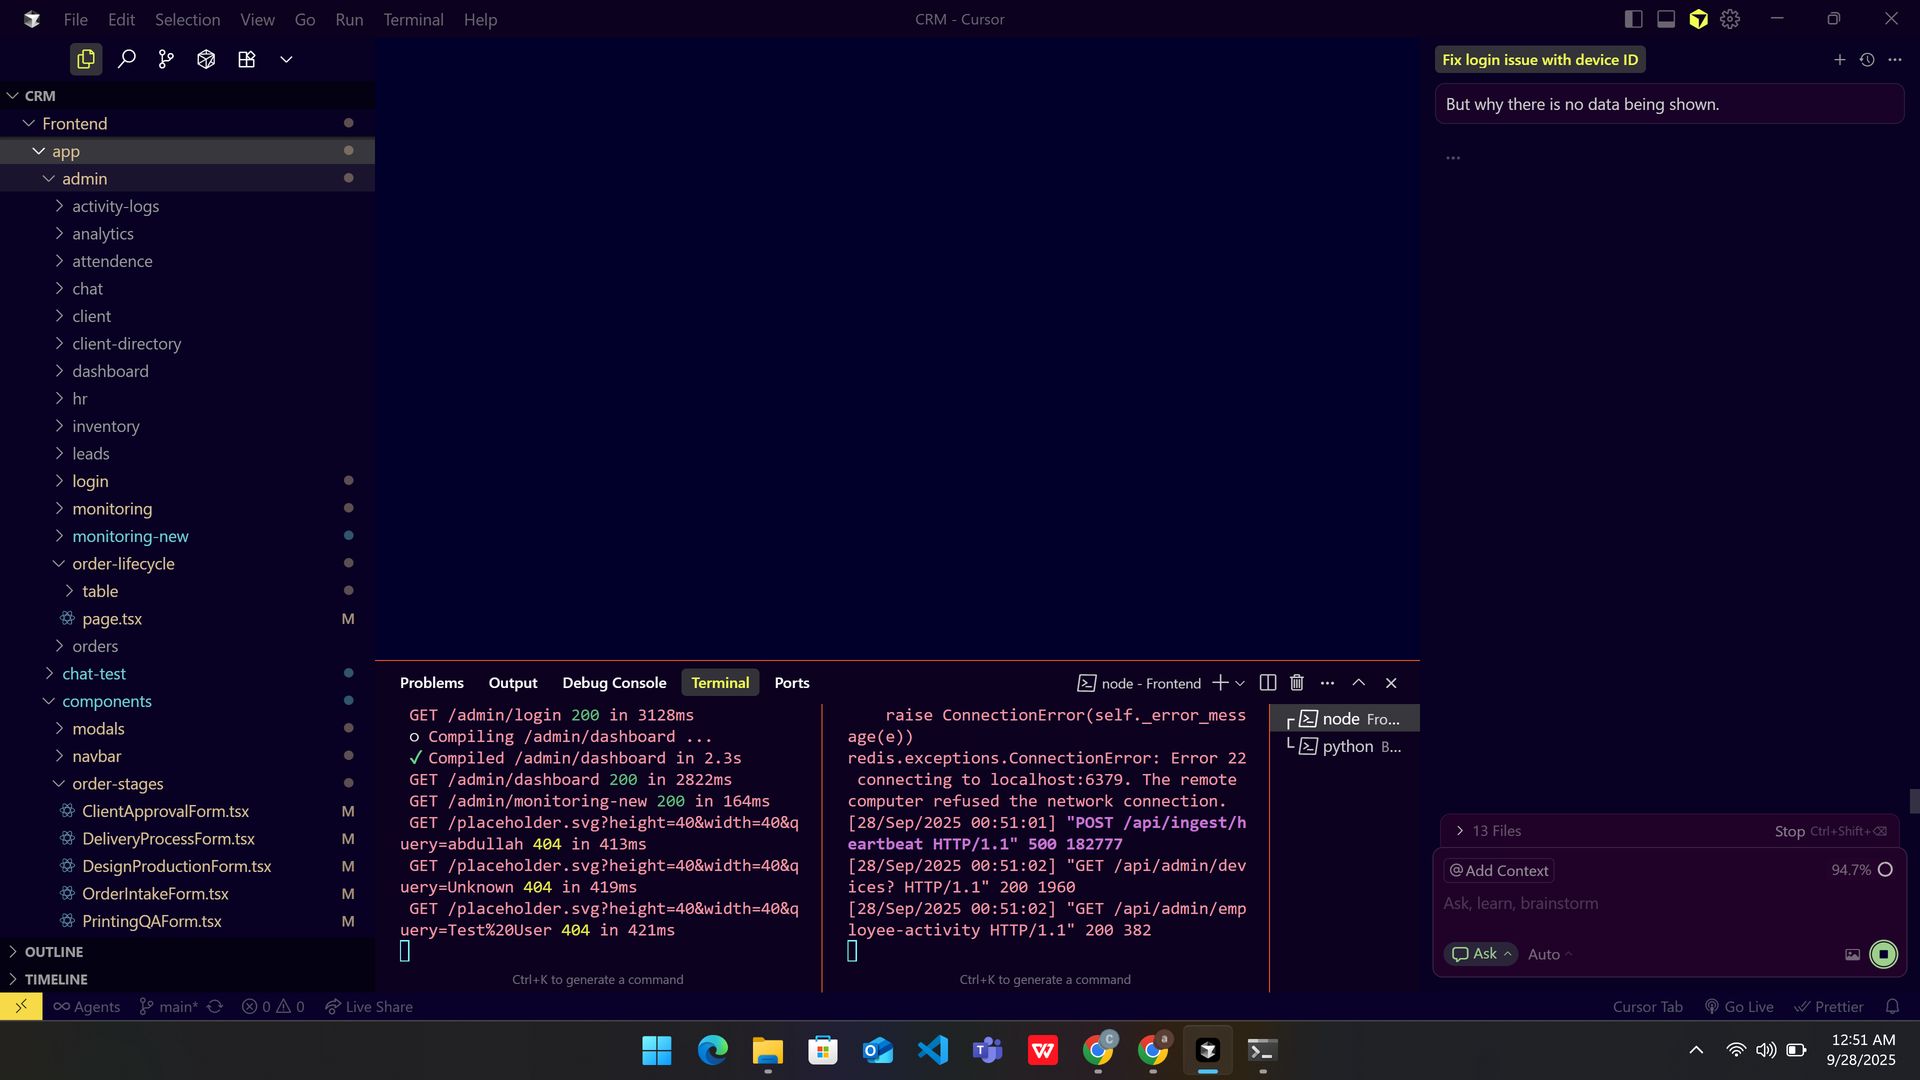 File Edit Selection View Go Run Terminal Help
CRM - Cursor
CRM
Frontend
app
admin
activity-logs
analytics
attendence
chat
client
client-directory
dashboard
hr
inventory
leads
login
monitoring
monitoring-new
order-lifecycle
table
page.tsx M
orders
chat-test
components
modals
navbar
order-stages
ClientApprovalForm.tsx M
DeliveryProcessForm.tsx M
DesignProductionForm.tsx M
OrderIntakeForm.tsx M
PrintingQAForm.tsx M
OUTLINE
TIMELINE
Problems Output Debug Console Terminal Ports
node - Frontend
GET /admin/login 200 in 3128ms
○ Compiling /admin/dashboard ...
✓ Compiled /admin/dashboard in 2.3s
GET /admin/dashboard 200 in 2822ms
GET /admin/monitoring-new 200 in 164ms
GET /placeholder.svg?height=40&width=40&q
uery=abdullah 404 in 413ms
GET /placeholder.svg?height=40&width=40&q
uery=Unknown 404 in 419ms
GET /placeholder.svg?height=40&width=40&q
uery=Test%20User 404 in 421ms
Ctrl+K to generate a command
raise ConnectionError(self._error_mess
age(e))
redis.exceptions.ConnectionError: Error 22
connecting to localhost:6379. The remote
computer refused the network connection.
[28/Sep/2025 00:51:01] "POST /api/ingest/h
eartbeat HTTP/1.1" 500 182777
[28/Sep/2025 00:51:02] "GET /api/admin/dev
ices? HTTP/1.1" 200 1960
[28/Sep/2025 00:51:02] "GET /api/admin/emp
loyee-activity HTTP/1.1" 200 382
Ctrl+K to generate a command
node Fro...
python B...
Fix login issue with device ID
But why there is no data being shown.
...
13 Files Stop Ctrl+Shift+⌫
@ Add Context 94.7%
Ask, learn, brainstorm
Ask Auto
Agents main* 0 0 Live Share
Cursor Tab Go Live Prettier
12:51 AM
9/28/2025